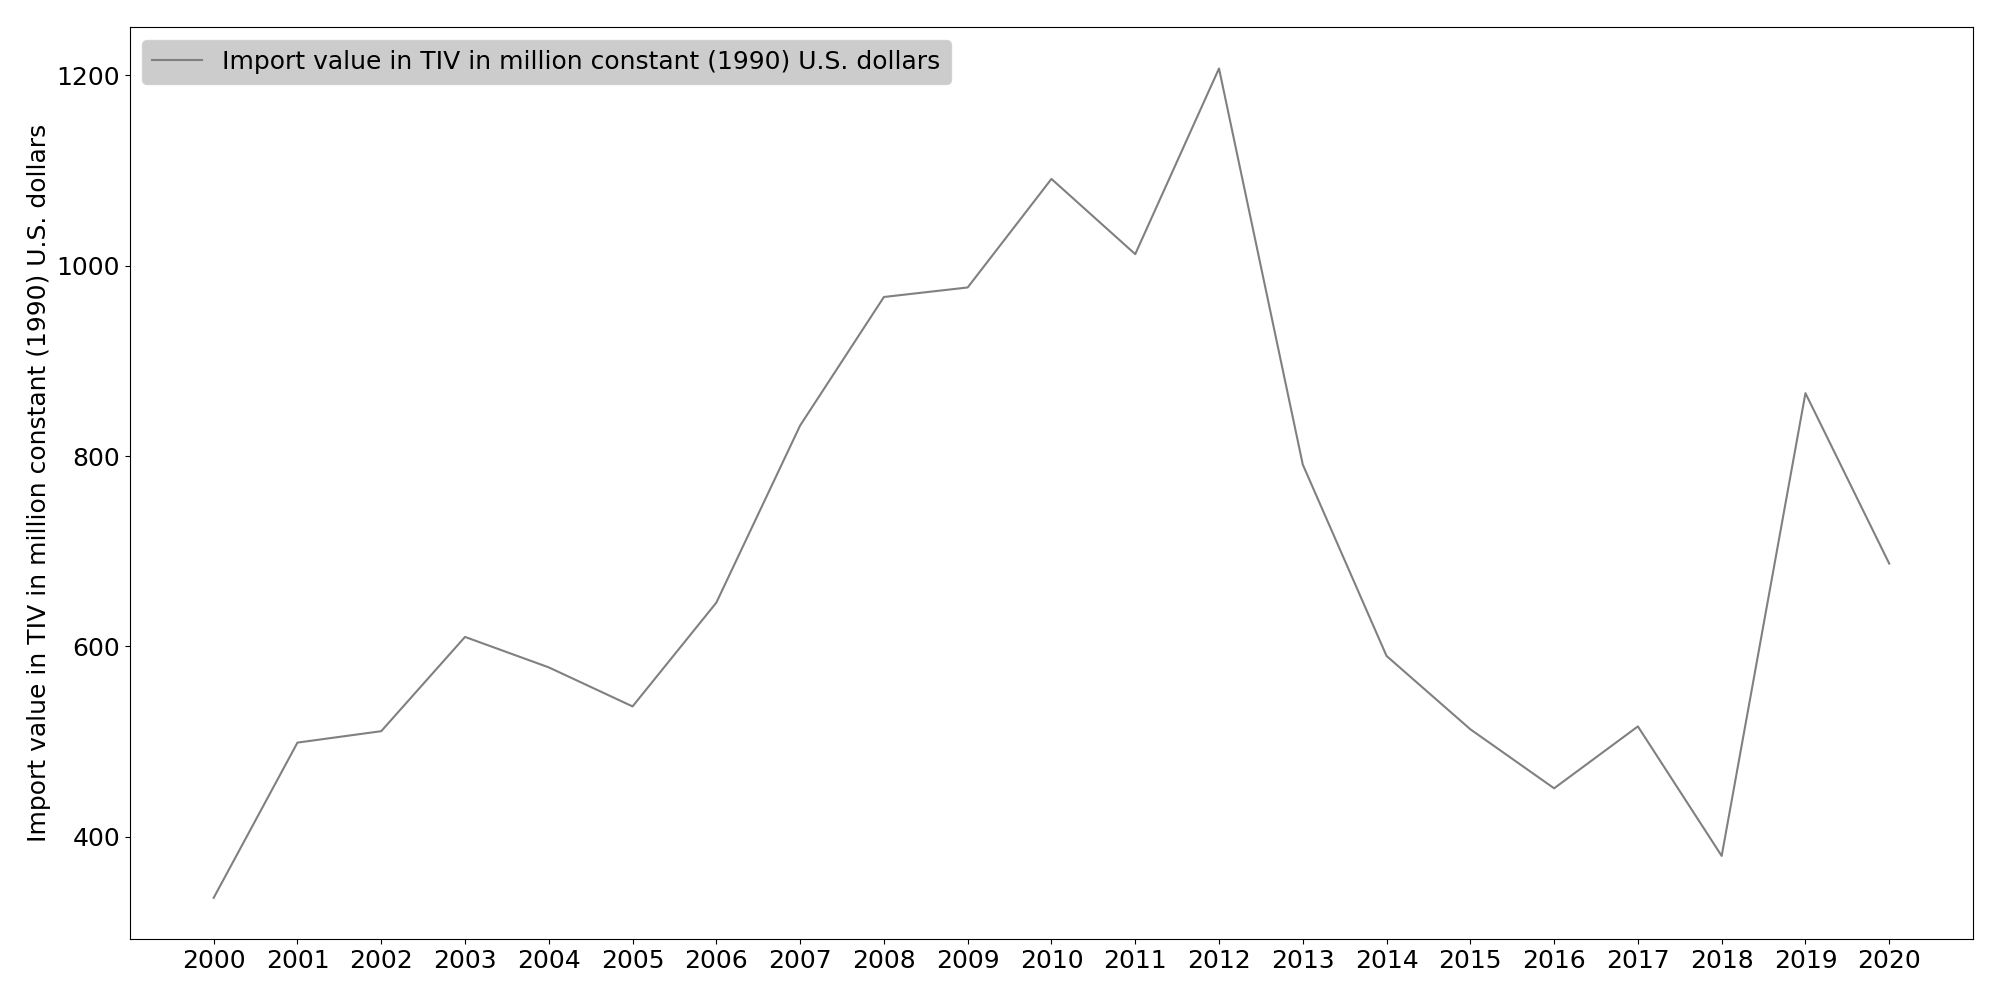 Import value in TIV in million constant (1990) U.S. dollars
Import value in TIV in million constant (1990) U.S. dollars
1200
1000
800
600
400
2000 2001 2002 2003 2004 2005 2006 2007 2008 2009 2010 2011 2012 2013 2014 2015 2016 2017 2018 2019 2020